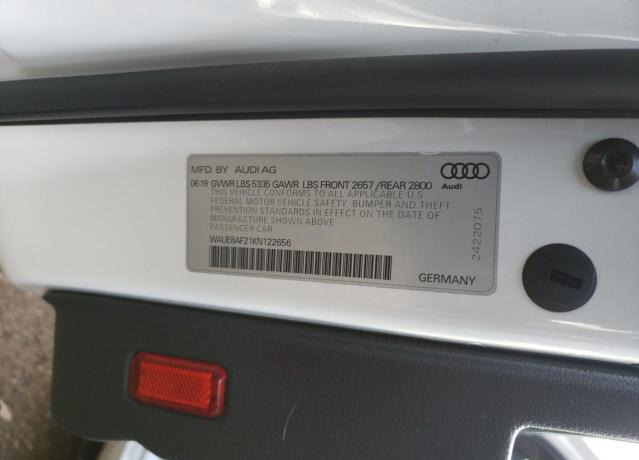 MFD. BY AUDI AG
Audi
06 19 GVWR LBS 5335 GAWR LBS FRONT 2657 / REAR 2800
THIS VEHICLE CONFORMS TO ALL APPLICABLE U.S
FEDERAL MOTOR VEHICLE SAFETY, BUMPER AND THEFT
PREVENTION STANDARDS IN EFFECT ON THE DATE OF
MANUFACTURE SHOWN ABOVE
PASSENGER CAR
WAUE8AF21KN122656
2422075
GERMANY